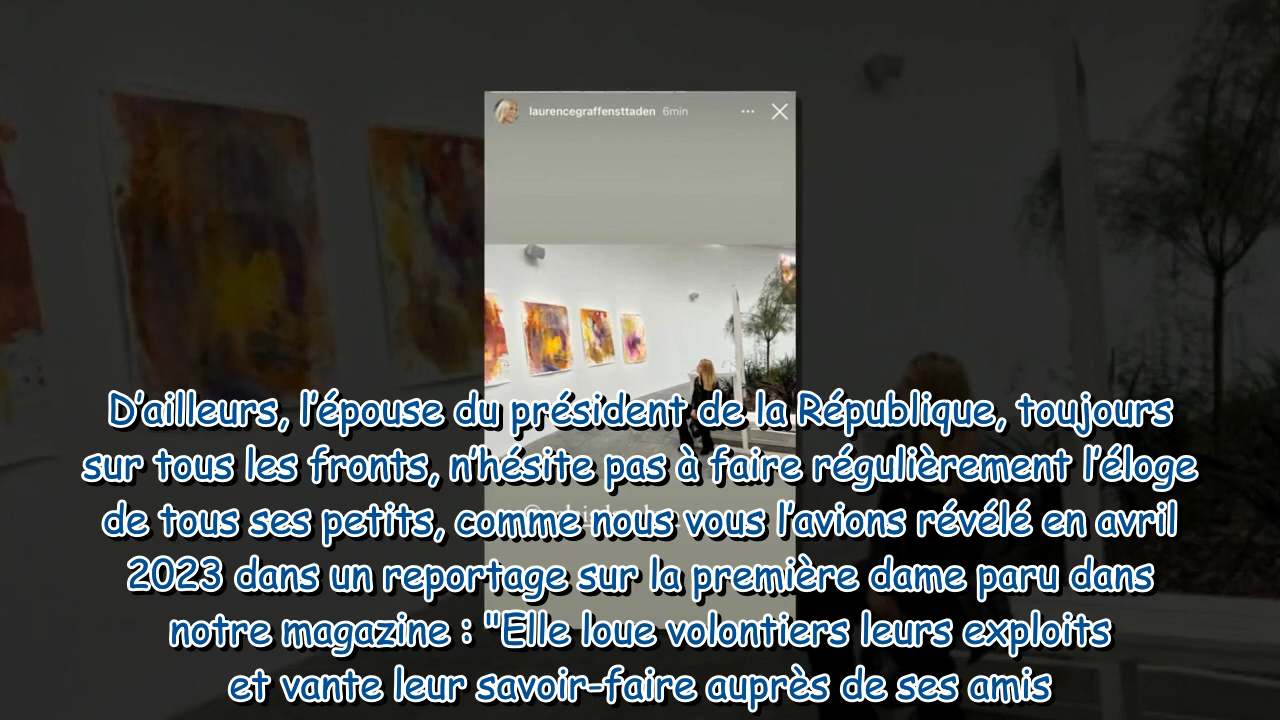 laurencegraffensttaden 6min
D'ailleurs, l'épouse du président de la République, toujours
sur tous les fronts, n'hésite pas à faire régulièrement l'éloge
de tous ses petits, comme nous vous l'avions révélé en avril
2023 dans un reportage sur la première dame paru dans
notre magazine : "Elle loue volontiers leurs exploits
et vante leur savoir-faire auprès de ses amis